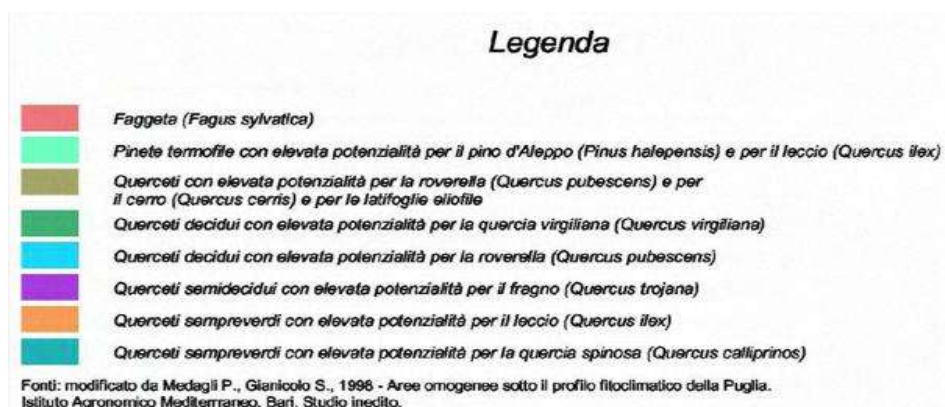 Legenda
Faggeta (Fagus sylvatica)
Pinete termofile con elevata potenzialità per il pino d'Aleppo (Pinus halepensis) e per il leccio (Quercus ilex)
Querceti con elevata potenzialità per la roverella (Quercus pubescens) e per
il cerro (Quercus cerris) e per le latifoglie eliofile
Querceti decidui con elevata potenzialità per la quercia virgiliana (Quercus virgiliana)
Querceti decidui con elevata potenzialità per la roverella (Quercus pubescens)
Querceti semidecidui con elevata potenzialità per il fragno (Quercus trojana)
Querceti sempreverdi con elevata potenzialità per il leccio (Quercus ilex)
Querceti sempreverdi con elevata potenzialità per la quercia spinosa (Quercus calliprinos)
Fonti: modificato da Medagli P., Gianicolo S., 1998 - Aree omogenee sotto il profilo fitoclimatico della Puglia.
Istituto Agronomico Mediterraneo, Bari. Studio inedito.